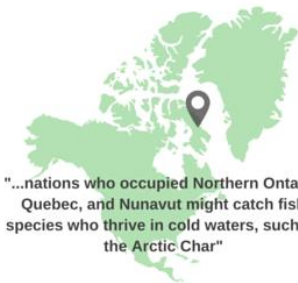 "...nations who occupied Northern Onta
Quebec, and Nunavut might catch fis
species who thrive in cold waters, such
the Arctic Char"